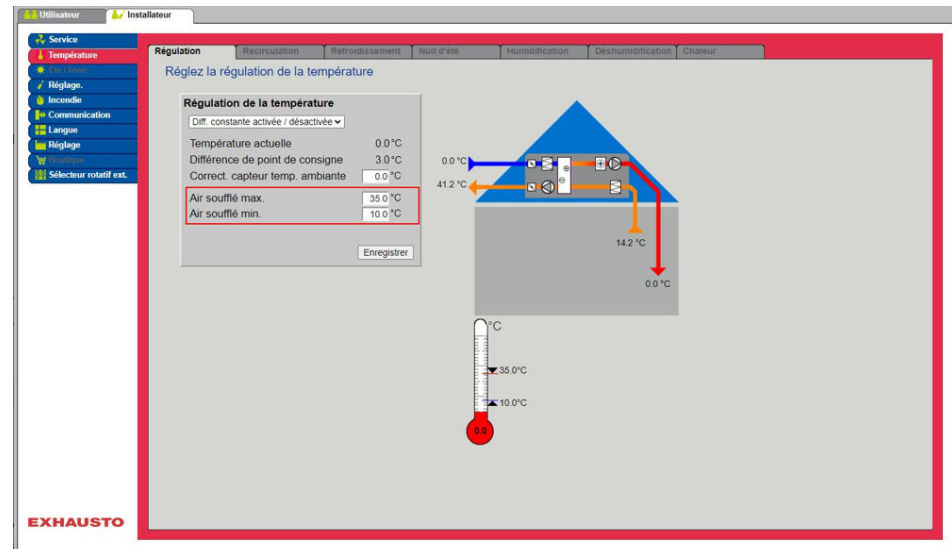 Utilisateur
Installateur
Service
Température
Eté / hiver
Réglage.
Incendie
Communication
Langue
Réglage
Boutique
Sélecteur rotatif ext.
Régulation Recirculation Refroidissement Nuit d'été Humidification Déshumidification Chaleur
Réglez la régulation de la température
Régulation de la température
Diff. constante activée / désactivée
Température actuelle 0.0 °C
Différence de point de consigne 3.0 °C
Correct. capteur temp. ambiante 0.0 °C
Air soufflé max. 35.0 °C
Air soufflé min. 10.0 °C
Enregistrer
0.0 °C
41.2 °C
14.2 °C
0.0 °C
°C
35.0°C
10.0°C
0.0
EXHAUSTO